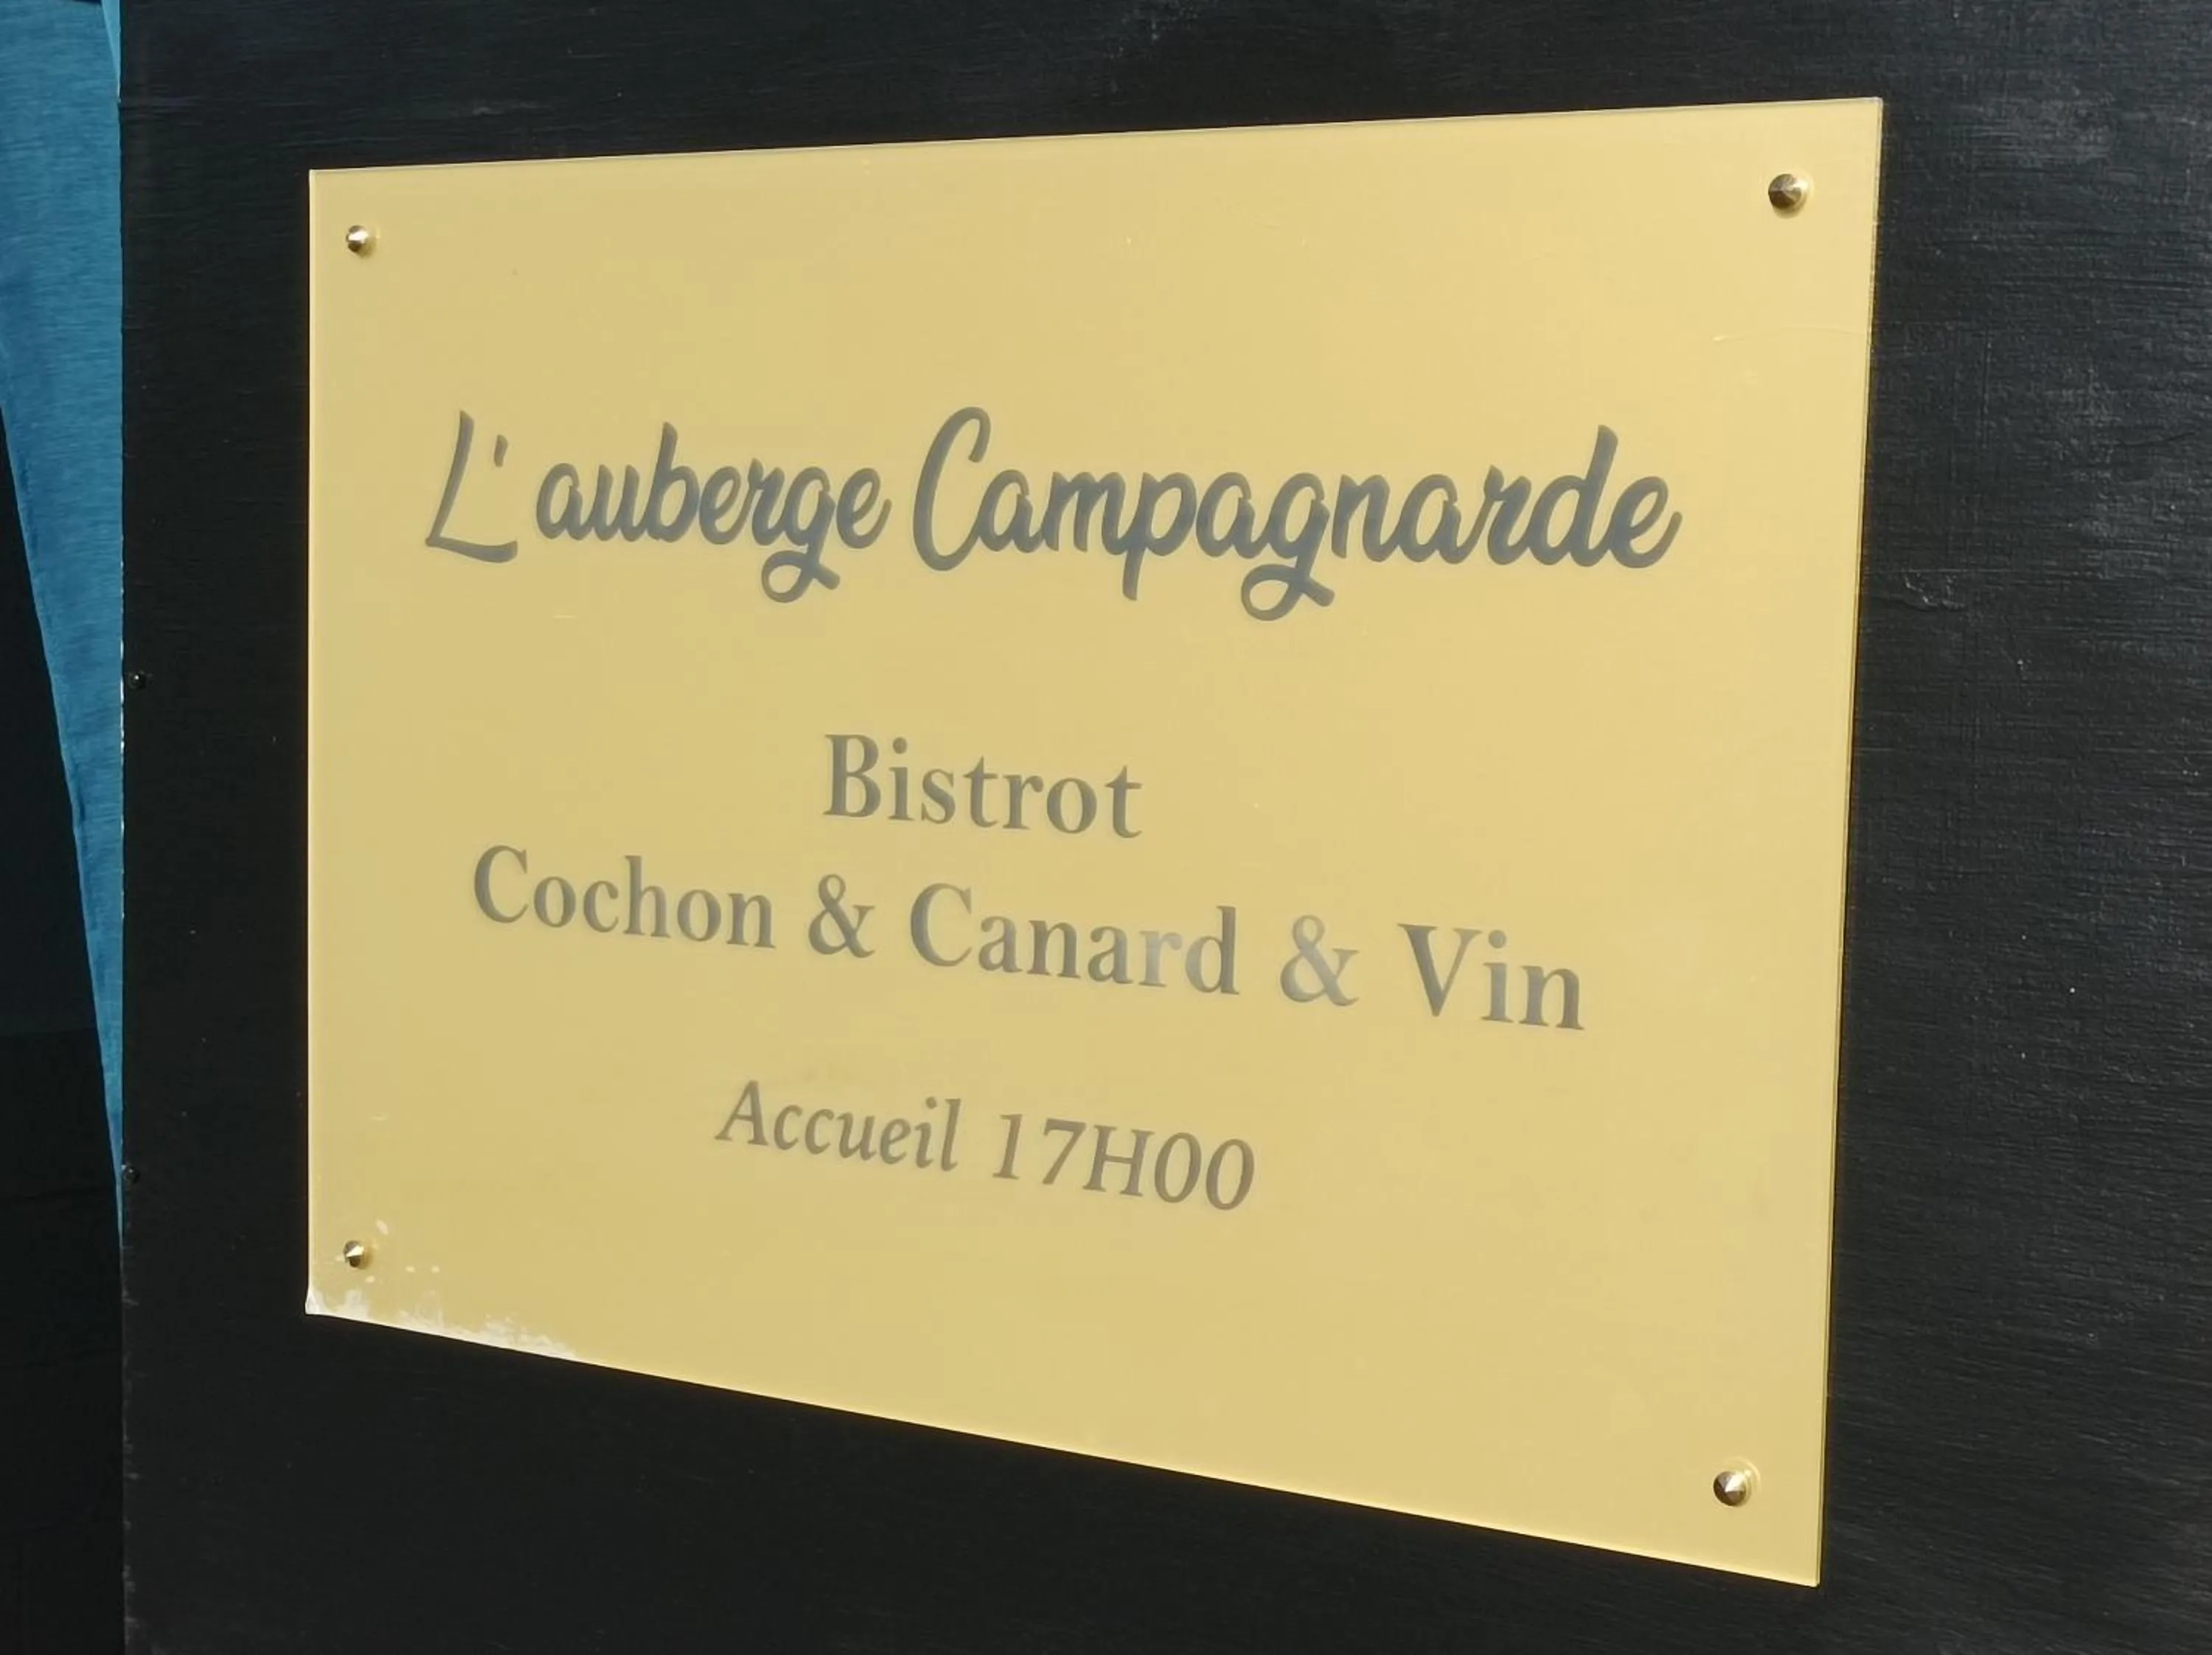 L'auberge Campagnarde
Bistrot
Cochon & Canard & Vin
Accueil 17H00